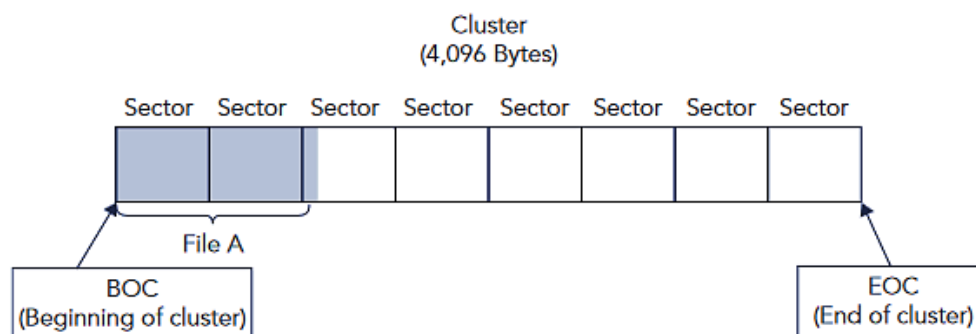 Cluster
(4,096 Bytes)
Sector Sector Sector Sector Sector Sector Sector Sector
File A
BOC
(Beginning of cluster)
EOC
(End of cluster)